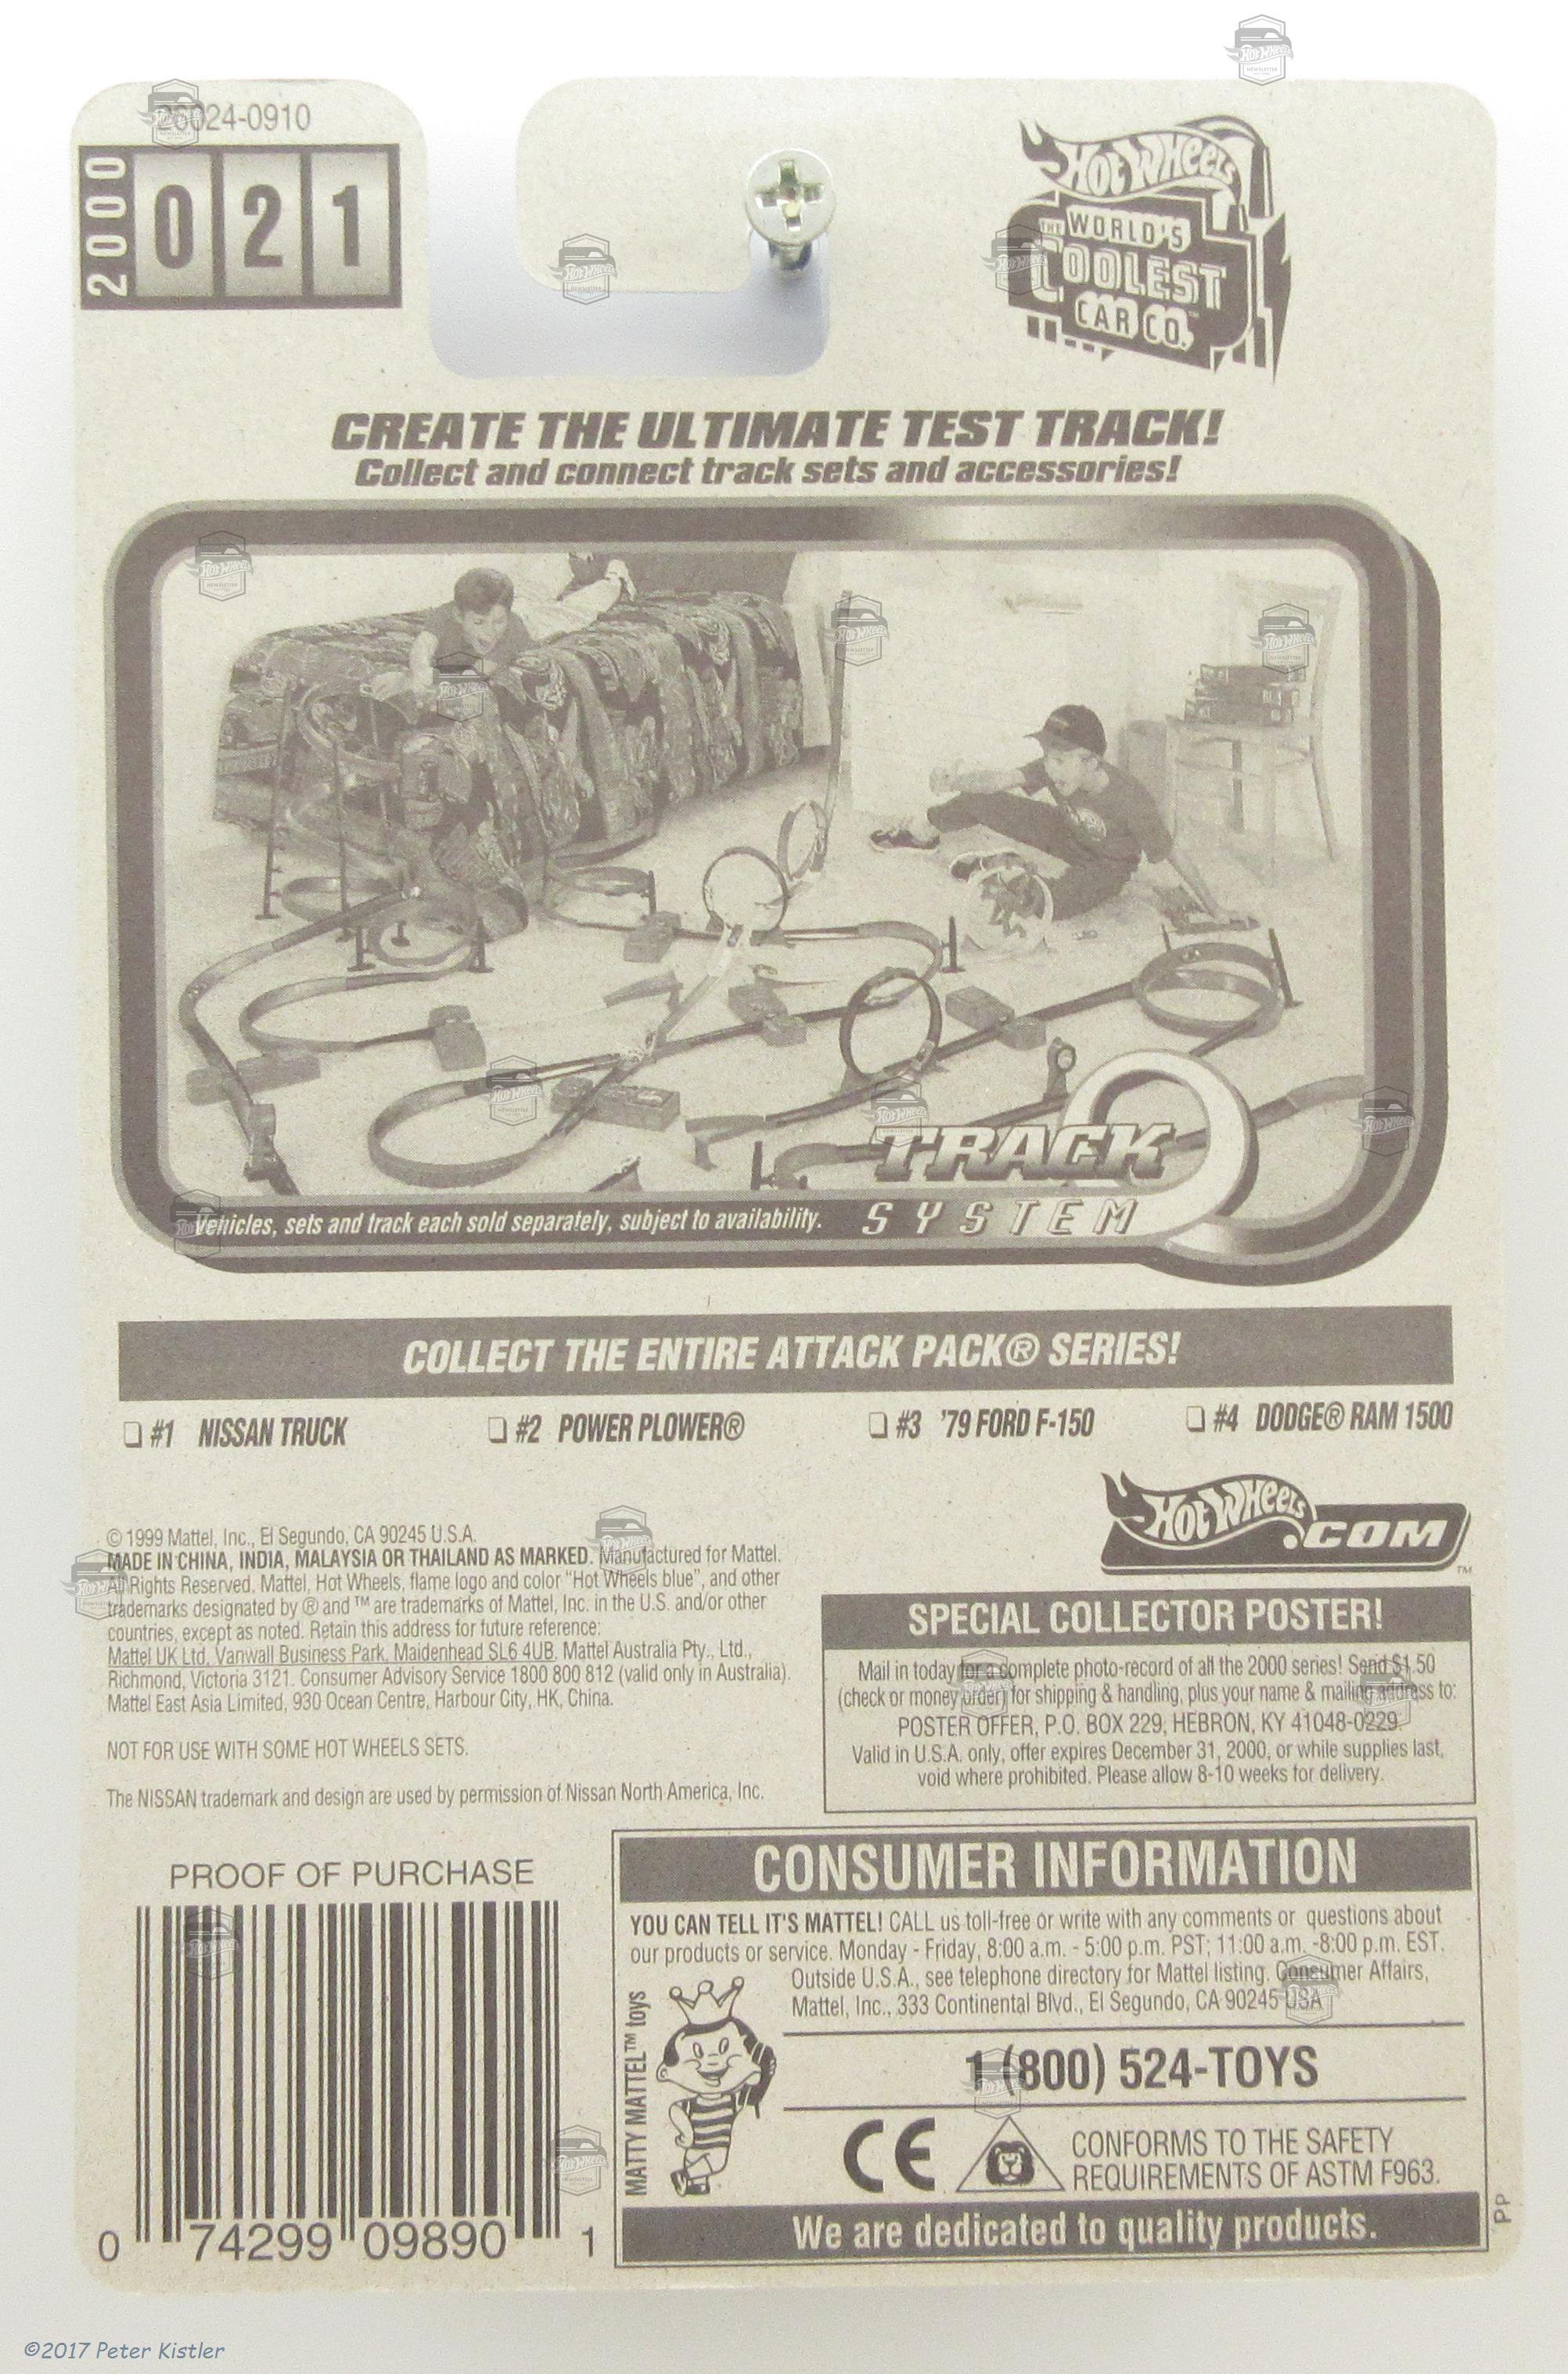 26024-0910
2000
021
Hot Wheels
THE WORLD'S
COOLEST
CAR CO.™
CREATE THE ULTIMATE TEST TRACK!
Collect and connect track sets and accessories!
TRACK
SYSTEM
Vehicles, sets and track each sold separately, subject to availability.
COLLECT THE ENTIRE ATTACK PACK® SERIES!
❏ #1 NISSAN TRUCK ❏ #2 POWER PLOWER® ❏ #3 '79 FORD F-150 ❏ #4 DODGE® RAM 1500
Hot Wheels.COM™
© 1999 Mattel, Inc., El Segundo, CA 90245 U.S.A.
MADE IN CHINA, INDIA, MALAYSIA OR THAILAND AS MARKED. Manufactured for Mattel.
All Rights Reserved. Mattel, Hot Wheels, flame logo and color "Hot Wheels blue", and other
trademarks designated by ® and ™ are trademarks of Mattel, Inc. in the U.S. and/or other
countries, except as noted. Retain this address for future reference:
Mattel UK Ltd, Vanwall Business Park, Maidenhead SL6 4UB. Mattel Australia Pty., Ltd.,
Richmond, Victoria 3121. Consumer Advisory Service 1800 800 812 (valid only in Australia).
Mattel East Asia Limited, 930 Ocean Centre, Harbour City, HK, China.
NOT FOR USE WITH SOME HOT WHEELS SETS.
The NISSAN trademark and design are used by permission of Nissan North America, Inc.
SPECIAL COLLECTOR POSTER!
Mail in today for a complete photo-record of all the 2000 series! Send $1.50
(check or money order) for shipping & handling, plus your name & mailing address to:
POSTER OFFER, P.O. BOX 229, HEBRON, KY 41048-0229.
Valid in U.S.A. only, offer expires December 31, 2000, or while supplies last,
void where prohibited. Please allow 8-10 weeks for delivery.
PROOF OF PURCHASE
0 74299 09890 1
CONSUMER INFORMATION
YOU CAN TELL IT'S MATTEL! CALL us toll-free or write with any comments or questions about
our products or service. Monday - Friday, 8:00 a.m. - 5:00 p.m. PST; 11:00 a.m. -8:00 p.m. EST.
Outside U.S.A., see telephone directory for Mattel listing. Consumer Affairs,
Mattel, Inc., 333 Continental Blvd., El Segundo, CA 90245 USA
MATTY MATTEL™ toys
1 (800) 524-TOYS
CE
CONFORMS TO THE SAFETY
REQUIREMENTS OF ASTM F963.
We are dedicated to quality products.
PP
©2017 Peter Kistler